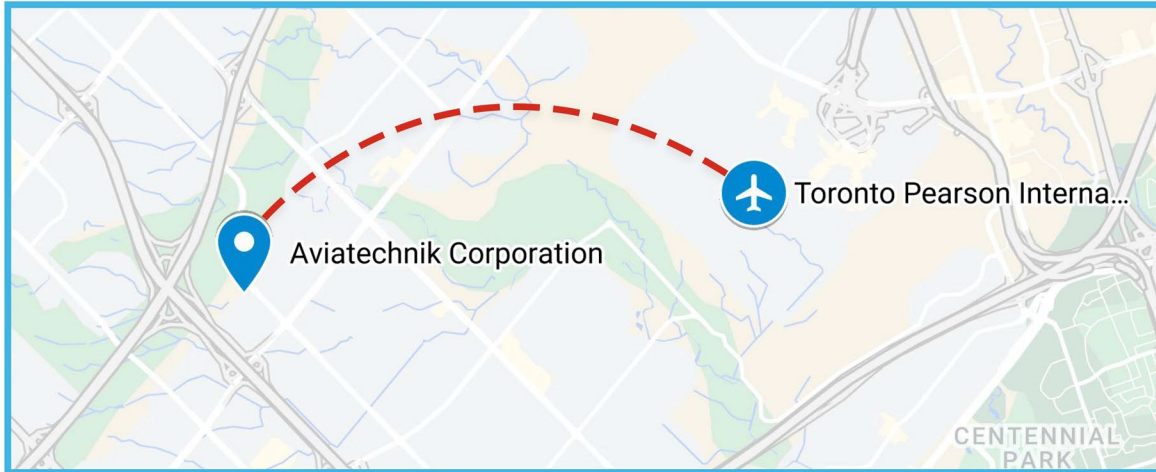 Toronto Pearson Interna...
Aviatechnik Corporation
CENTENNIAL
PARK